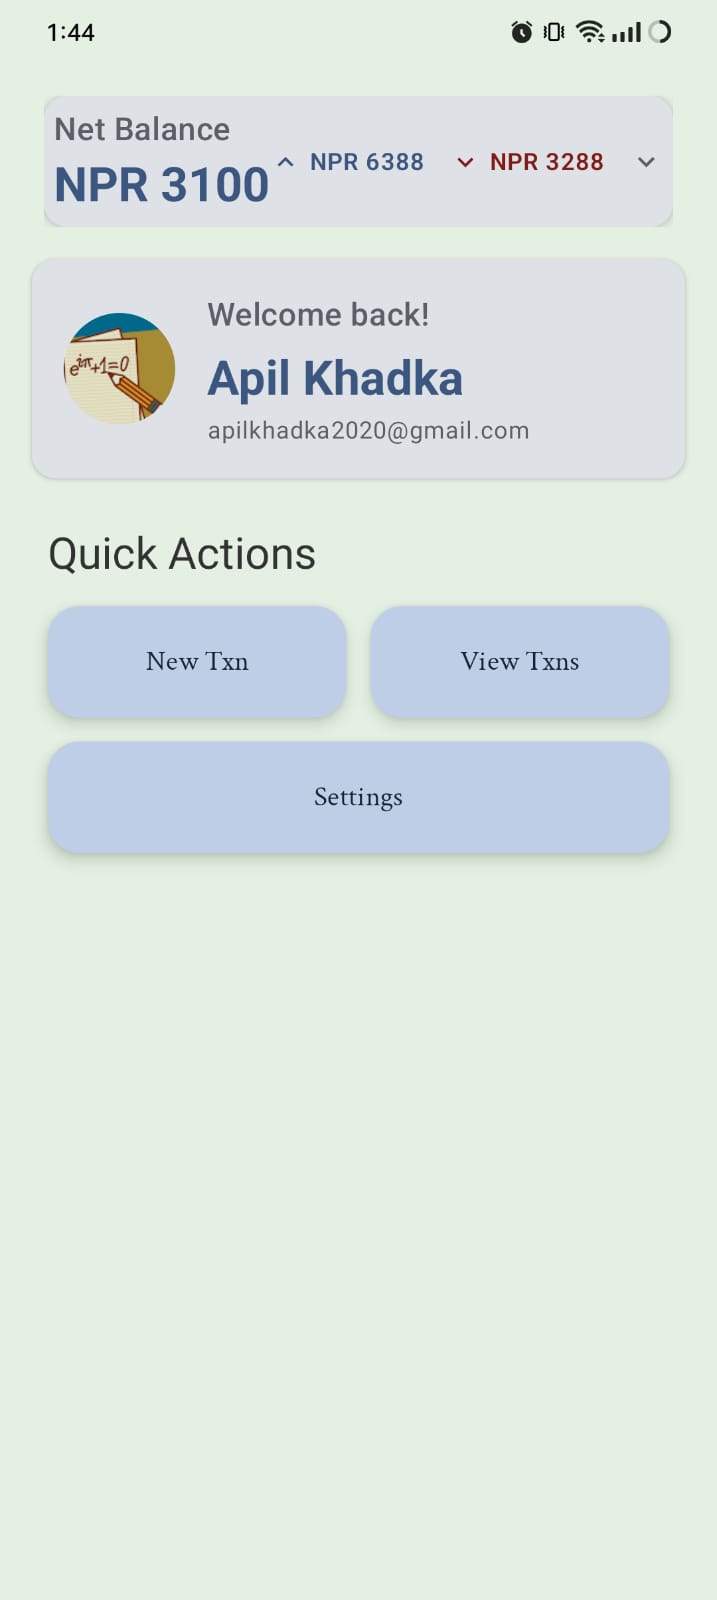 1:44
Net Balance
NPR 3100
NPR 6388
NPR 3288
e^iπ+1=0
Welcome back!
Apil Khadka
apilkhadka2020@gmail.com
Quick Actions
New Txn
View Txns
Settings